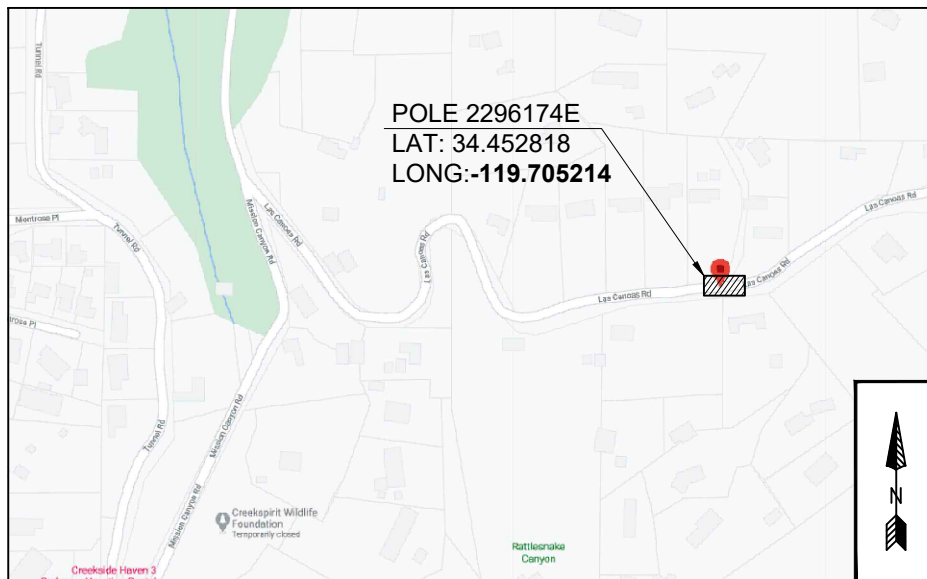 POLE 2296174E
LAT: 34.452818
LONG:-119.705214
Tunnel Rd
Montrose Pl
Tunnel Rd
Mission Canyon Rd
Las Canoas Rd
Las Canoas Rd
Las Canoas Rd
Las Canoas Rd
Las Canoas Rd
rosa Pl
Tunnel Rd
Mission Canyon Rd
Mission Canyon Rd
Creekspirit Wildlife
Foundation
Temporarily closed
Rattlesnake
Canyon
Creekside Haven 3
N